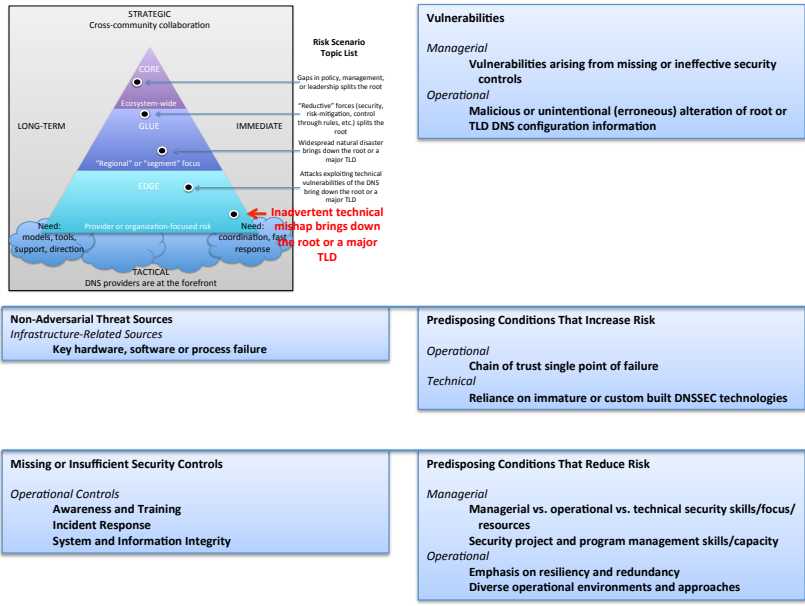 STRATEGIC
Cross-community collaboration
Risk Scenario
Topic List
CORE
Gaps in policy, management,
or leadership splits the root
Ecosystem-wide
"Reductive" forces (security,
risk-mitigation, control
through rules, etc.) splits the
root
LONG-TERM
GLUE
IMMEDIATE
Widespread natural disaster
brings down the root or a
major TLD
"Regional" or "segment" focus
Attacks exploiting technical
vulnerabilities of the DNS
bring down the root or a
major TLD
EDGE
Inadvertent technical
mishap brings down
the root or a major
TLD
Provider or organization-focused risk
Need:
models, tools,
support, direction
Need:
coordination, fast
response
TACTICAL
DNS providers are at the forefront
Vulnerabilities
Managerial
Vulnerabilities arising from missing or ineffective security
controls
Operational
Malicious or unintentional (erroneous) alteration of root or
TLD DNS configuration information
Non-Adversarial Threat Sources
Infrastructure-Related Sources
Key hardware, software or process failure
Predisposing Conditions That Increase Risk
Operational
Chain of trust single point of failure
Technical
Reliance on immature or custom built DNSSEC technologies
Missing or Insufficient Security Controls
Operational Controls
Awareness and Training
Incident Response
System and Information Integrity
Predisposing Conditions That Reduce Risk
Managerial
Managerial vs. operational vs. technical security skills/focus/
resources
Security project and program management skills/capacity
Operational
Emphasis on resiliency and redundancy
Diverse operational environments and approaches